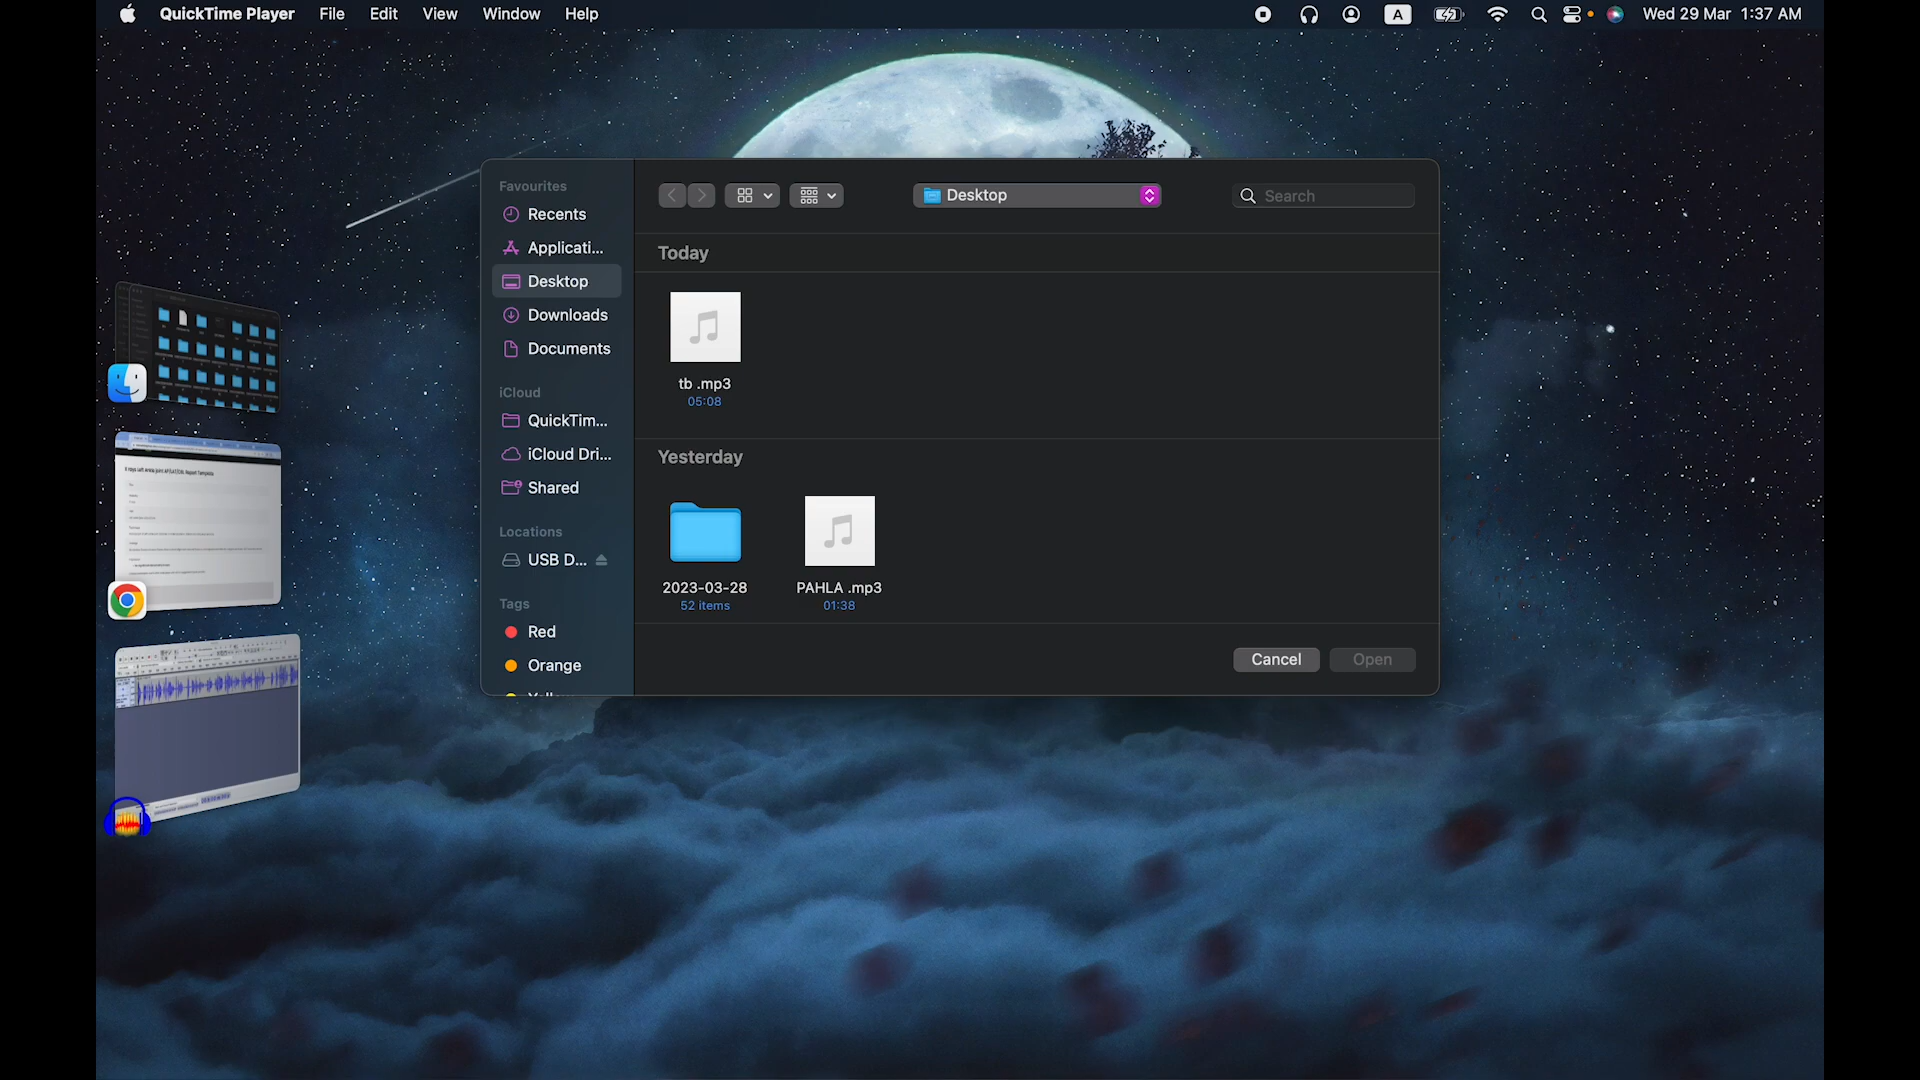 QuickTime Player File Edit View Window Help
A
Wed 29 Mar 1:37 AM
Favourites
Recents
Applicati...
Desktop
Downloads
Documents
iCloud
QuickTim...
iCloud Dri...
Shared
Locations
USB D...
Tags
Red
Orange
Desktop
Search
Today
tb .mp3
05:08
Yesterday
2023-03-28
52 items
PAHLA .mp3
01:38
Cancel
Open